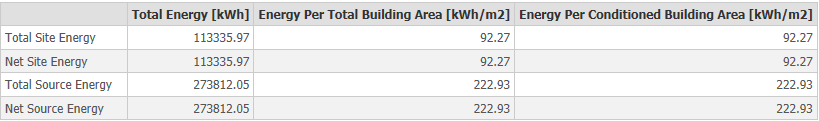 Total Energy [kWh] Energy Per Total Building Area [kWh/m2] Energy Per Conditioned Building Area [kWh/m2]
Total Site Energy 113335.97 92.27 92.27
Net Site Energy 113335.97 92.27 92.27
Total Source Energy 273812.05 222.93 222.93
Net Source Energy 273812.05 222.93 222.93